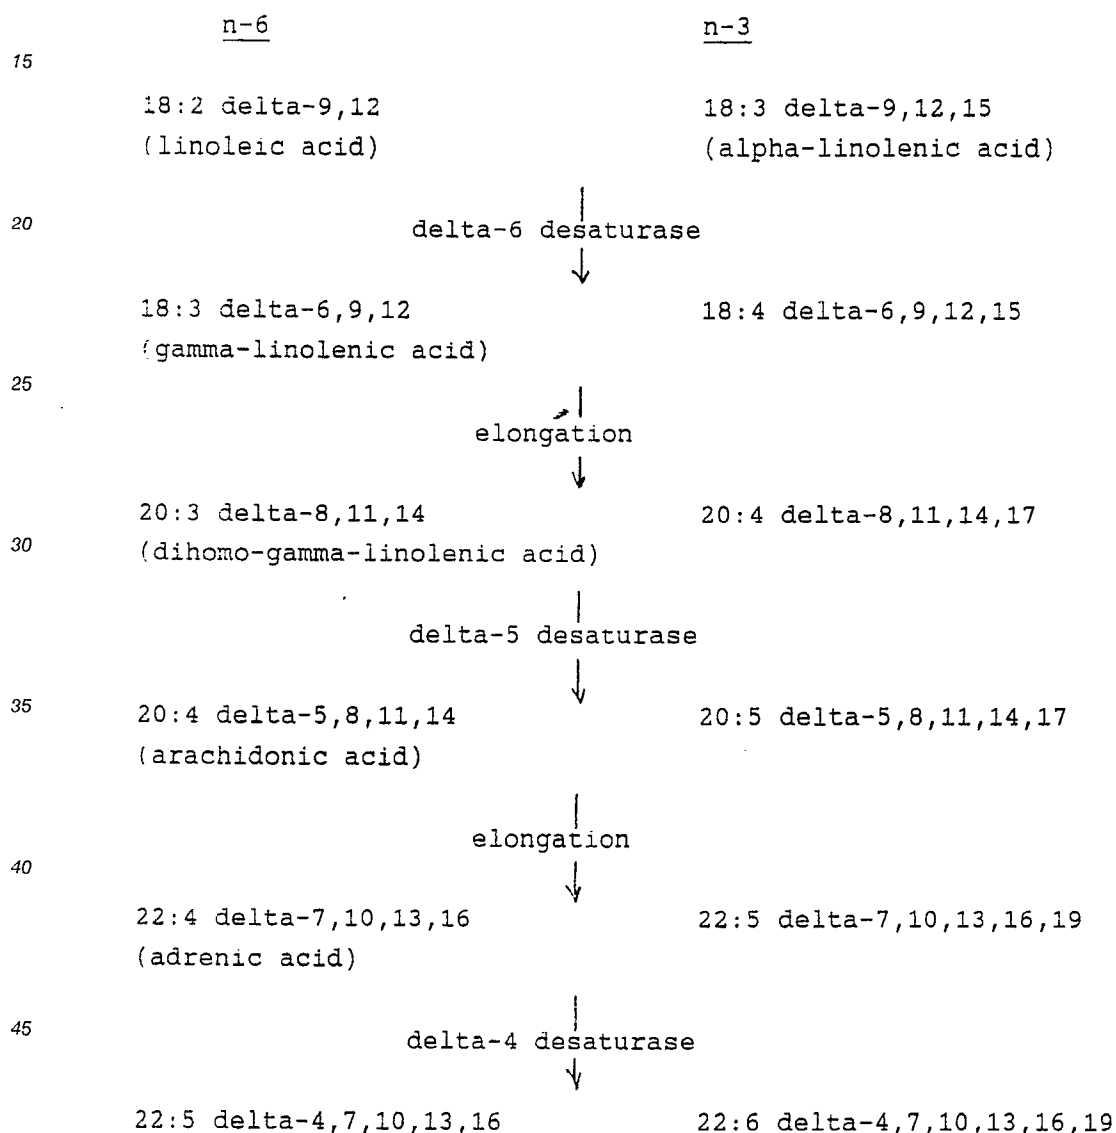 n-6 n-3
15
18:2 delta-9,12 18:3 delta-9,12,15
(linoleic acid) (alpha-linolenic acid)
20 delta-6 desaturase
18:3 delta-6,9,12 18:4 delta-6,9,12,15
(gamma-linolenic acid)
25
elongation
20:3 delta-8,11,14 20:4 delta-8,11,14,17
30 (dihomo-gamma-linolenic acid)
delta-5 desaturase
35 20:4 delta-5,8,11,14 20:5 delta-5,8,11,14,17
(arachidonic acid)
elongation
40
22:4 delta-7,10,13,16 22:5 delta-7,10,13,16,19
(adrenic acid)
45 delta-4 desaturase
22:5 delta-4,7,10,13,16 22:6 delta-4,7,10,13,16,19